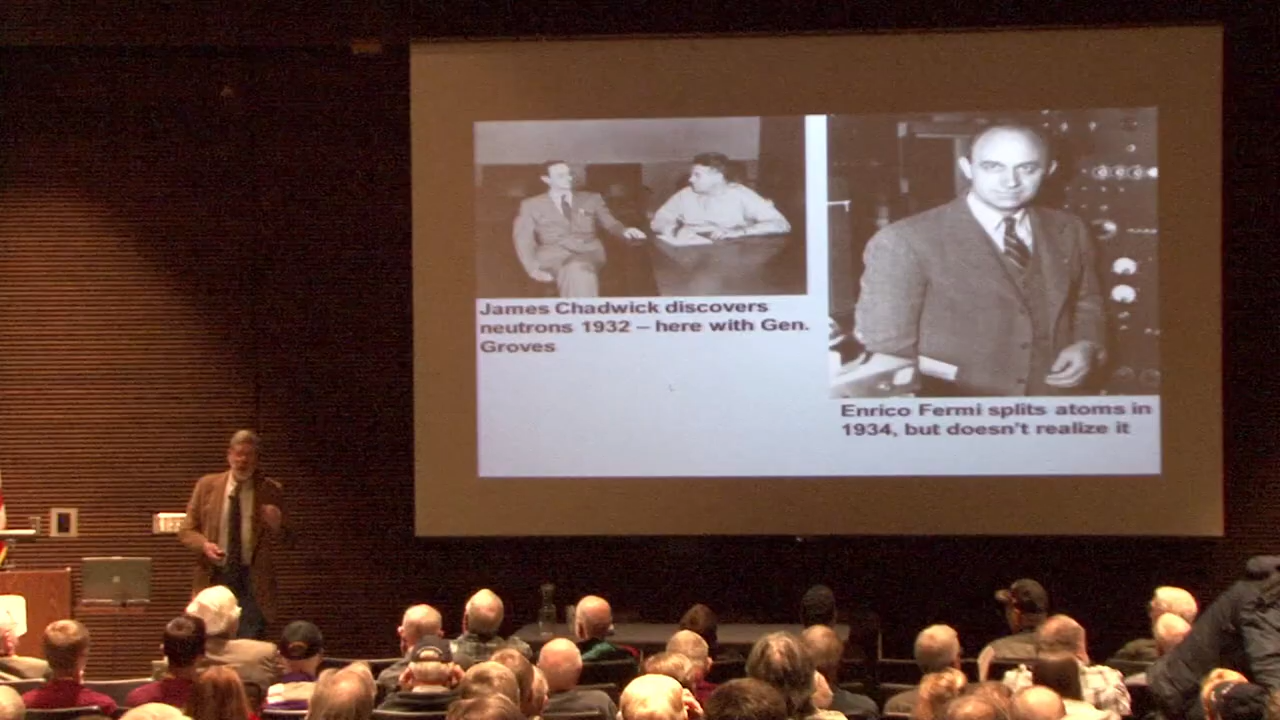 James Chadwick discovers
neutrons 1932 – here with Gen.
Groves
Enrico Fermi splits atoms in
1934, but doesn't realize it